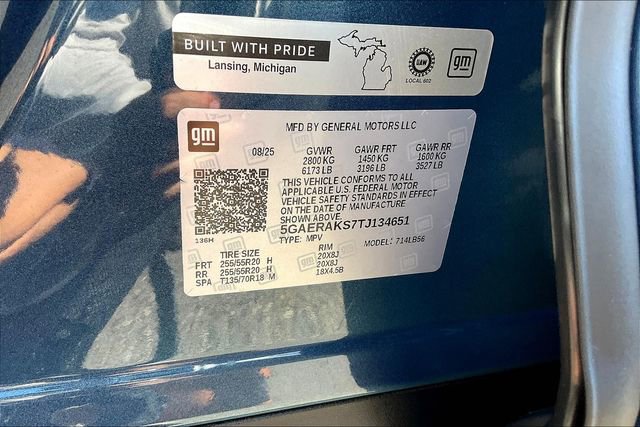 BUILT WITH PRIDE
Lansing, Michigan
UAW
LOCAL 602
gm
gm
MFD BY GENERAL MOTORS LLC
08/25 GVWR GAWR FRT GAWR RR
2800 KG 1450 KG 1600 KG
6173 LB 3196 LB 3527 LB
THIS VEHICLE CONFORMS TO ALL
APPLICABLE U.S. FEDERAL MOTOR
VEHICLE SAFETY STANDARDS IN EFFECT
ON THE DATE OF MANUFACTURE
SHOWN ABOVE.
5GAERAKS7TJ134651
136H TYPE: MPV MODEL: 714LB56
TIRE SIZE RIM
FRT 255/55R20 H 20X8J
RR 255/55R20 H 20X8J
SPA T135/70R18 M 18X4.5B